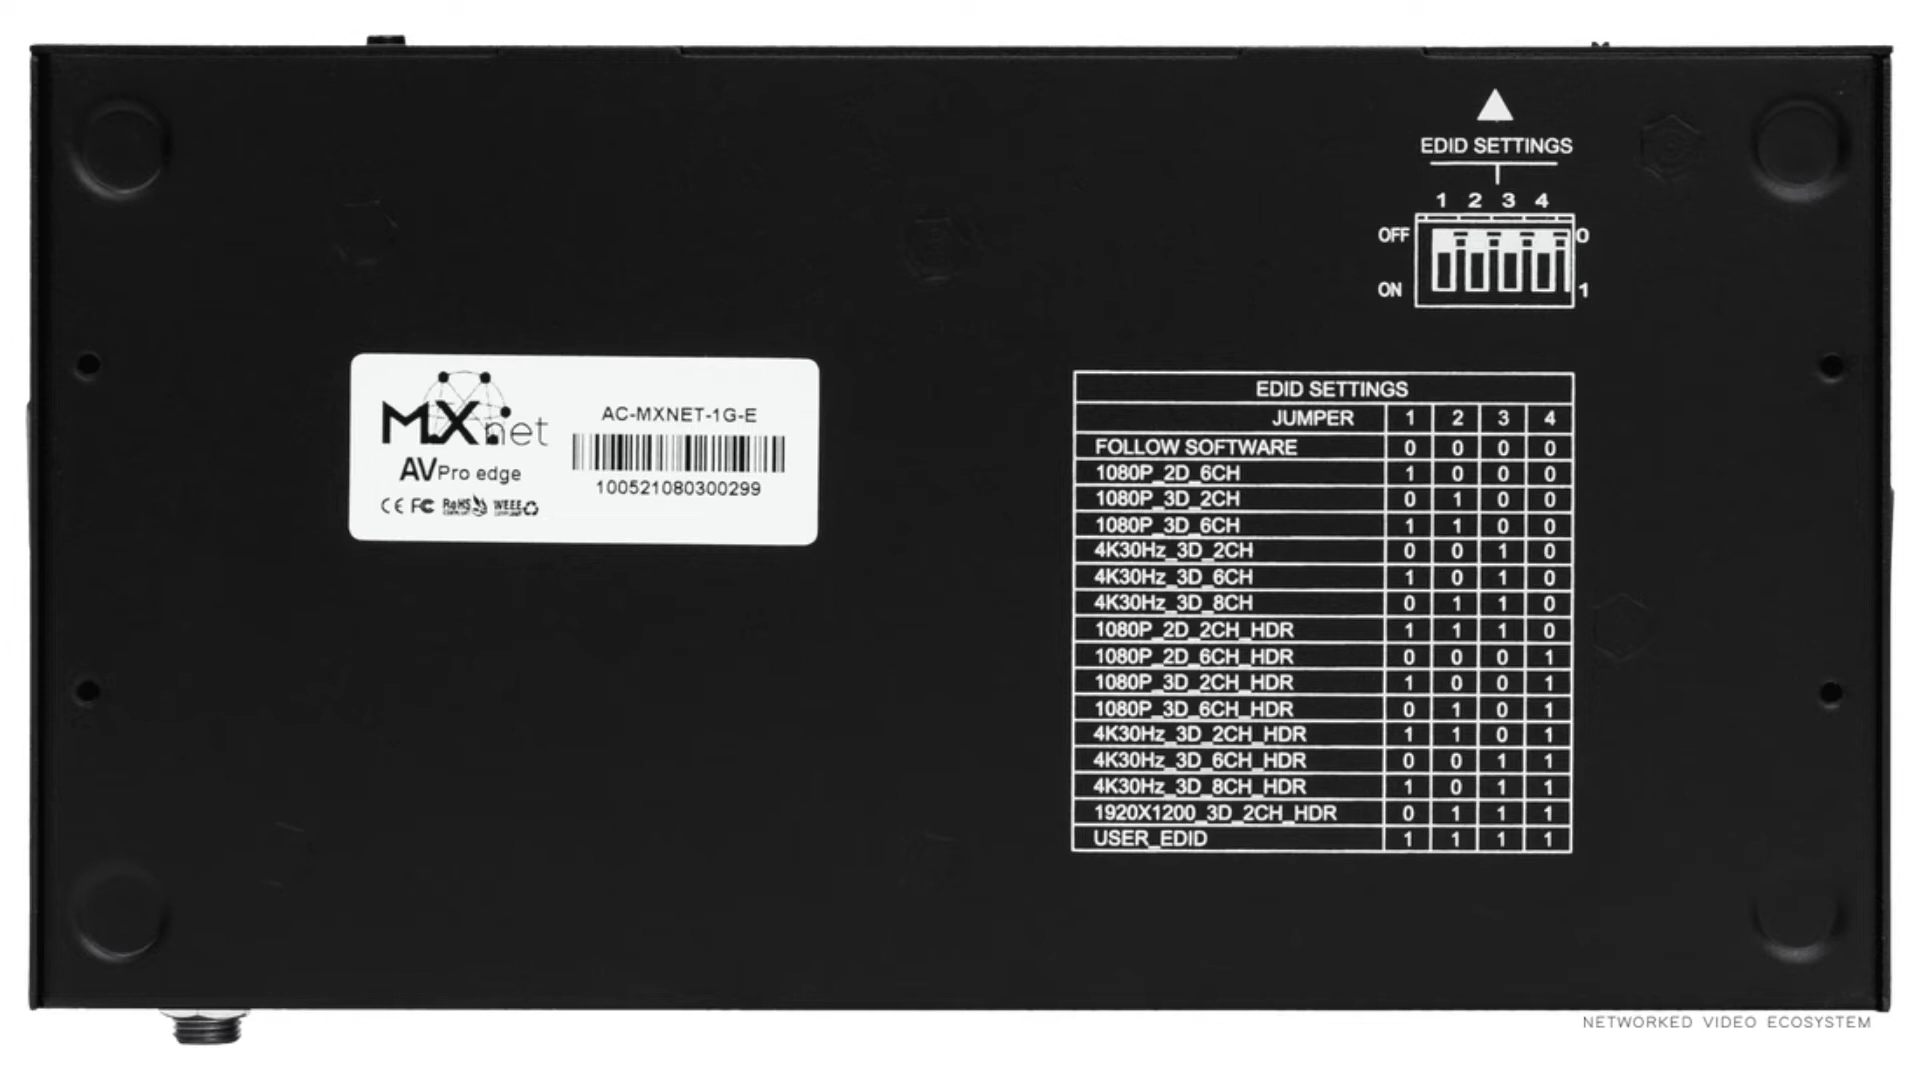 EDID SETTINGS
1 2 3 4
OFF 0
ON 1
MXnet
AVPro edge
CE FC RoHS WEEE
AC-MXNET-1G-E
100521080300299
EDID SETTINGS
JUMPER 1 2 3 4
FOLLOW SOFTWARE 0 0 0 0
1080P_2D_6CH 1 0 0 0
1080P_3D_2CH 0 1 0 0
1080P_3D_6CH 1 1 0 0
4K30Hz_3D_2CH 0 0 1 0
4K30Hz_3D_6CH 1 0 1 0
4K30Hz_3D_8CH 0 1 1 0
1080P_2D_2CH_HDR 1 1 1 0
1080P_2D_6CH_HDR 0 0 0 1
1080P_3D_2CH_HDR 1 0 0 1
1080P_3D_6CH_HDR 0 1 0 1
4K30Hz_3D_2CH_HDR 1 1 0 1
4K30Hz_3D_6CH_HDR 0 0 1 1
4K30Hz_3D_8CH_HDR 1 0 1 1
1920X1200_3D_2CH_HDR 0 1 1 1
USER_EDID 1 1 1 1
NETWORKED VIDEO ECOSYSTEM